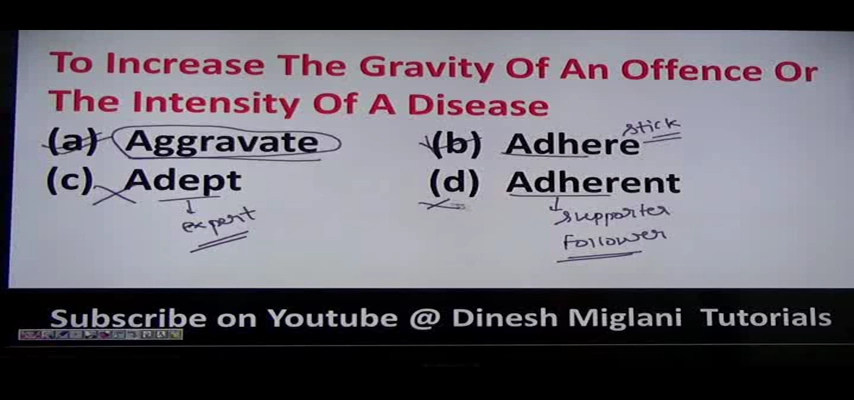 To Increase The Gravity Of An Offence Or
The Intensity Of A Disease
(a) Aggravate (b) Adhere stick
(c) Adept (d) Adherent
expert supporter
Follower
Subscribe on Youtube @ Dinesh Miglani Tutorials